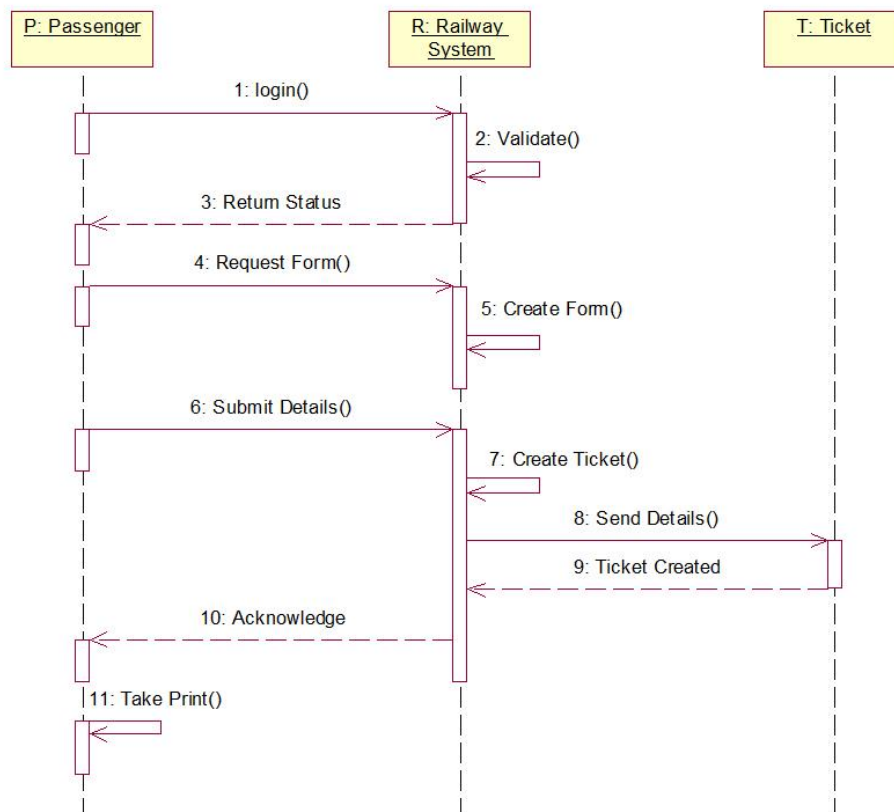 P: Passenger
R: Railway
System
T: Ticket
1: login()
2: Validate()
3: Return Status
4: Request Form()
5: Create Form()
6: Submit Details()
7: Create Ticket()
8: Send Details()
9: Ticket Created
10: Acknowledge
11: Take Print()